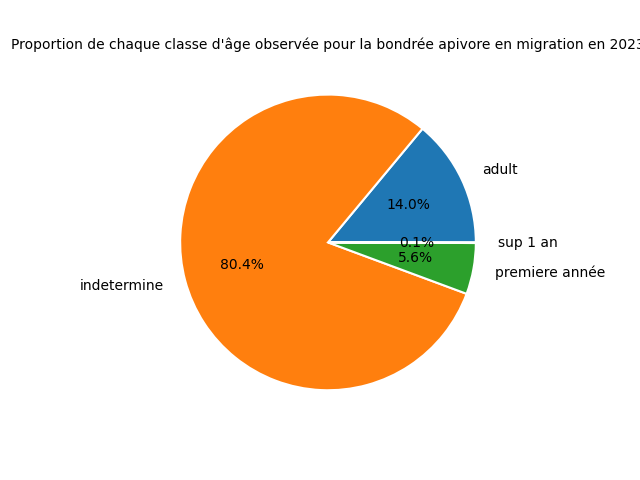 Proportion de chaque classe d'âge observée pour la bondrée apivore en migration en 2023
adult
14.0%
0.1%
sup 1 an
5.6%
80.4%
premiere année
indetermine